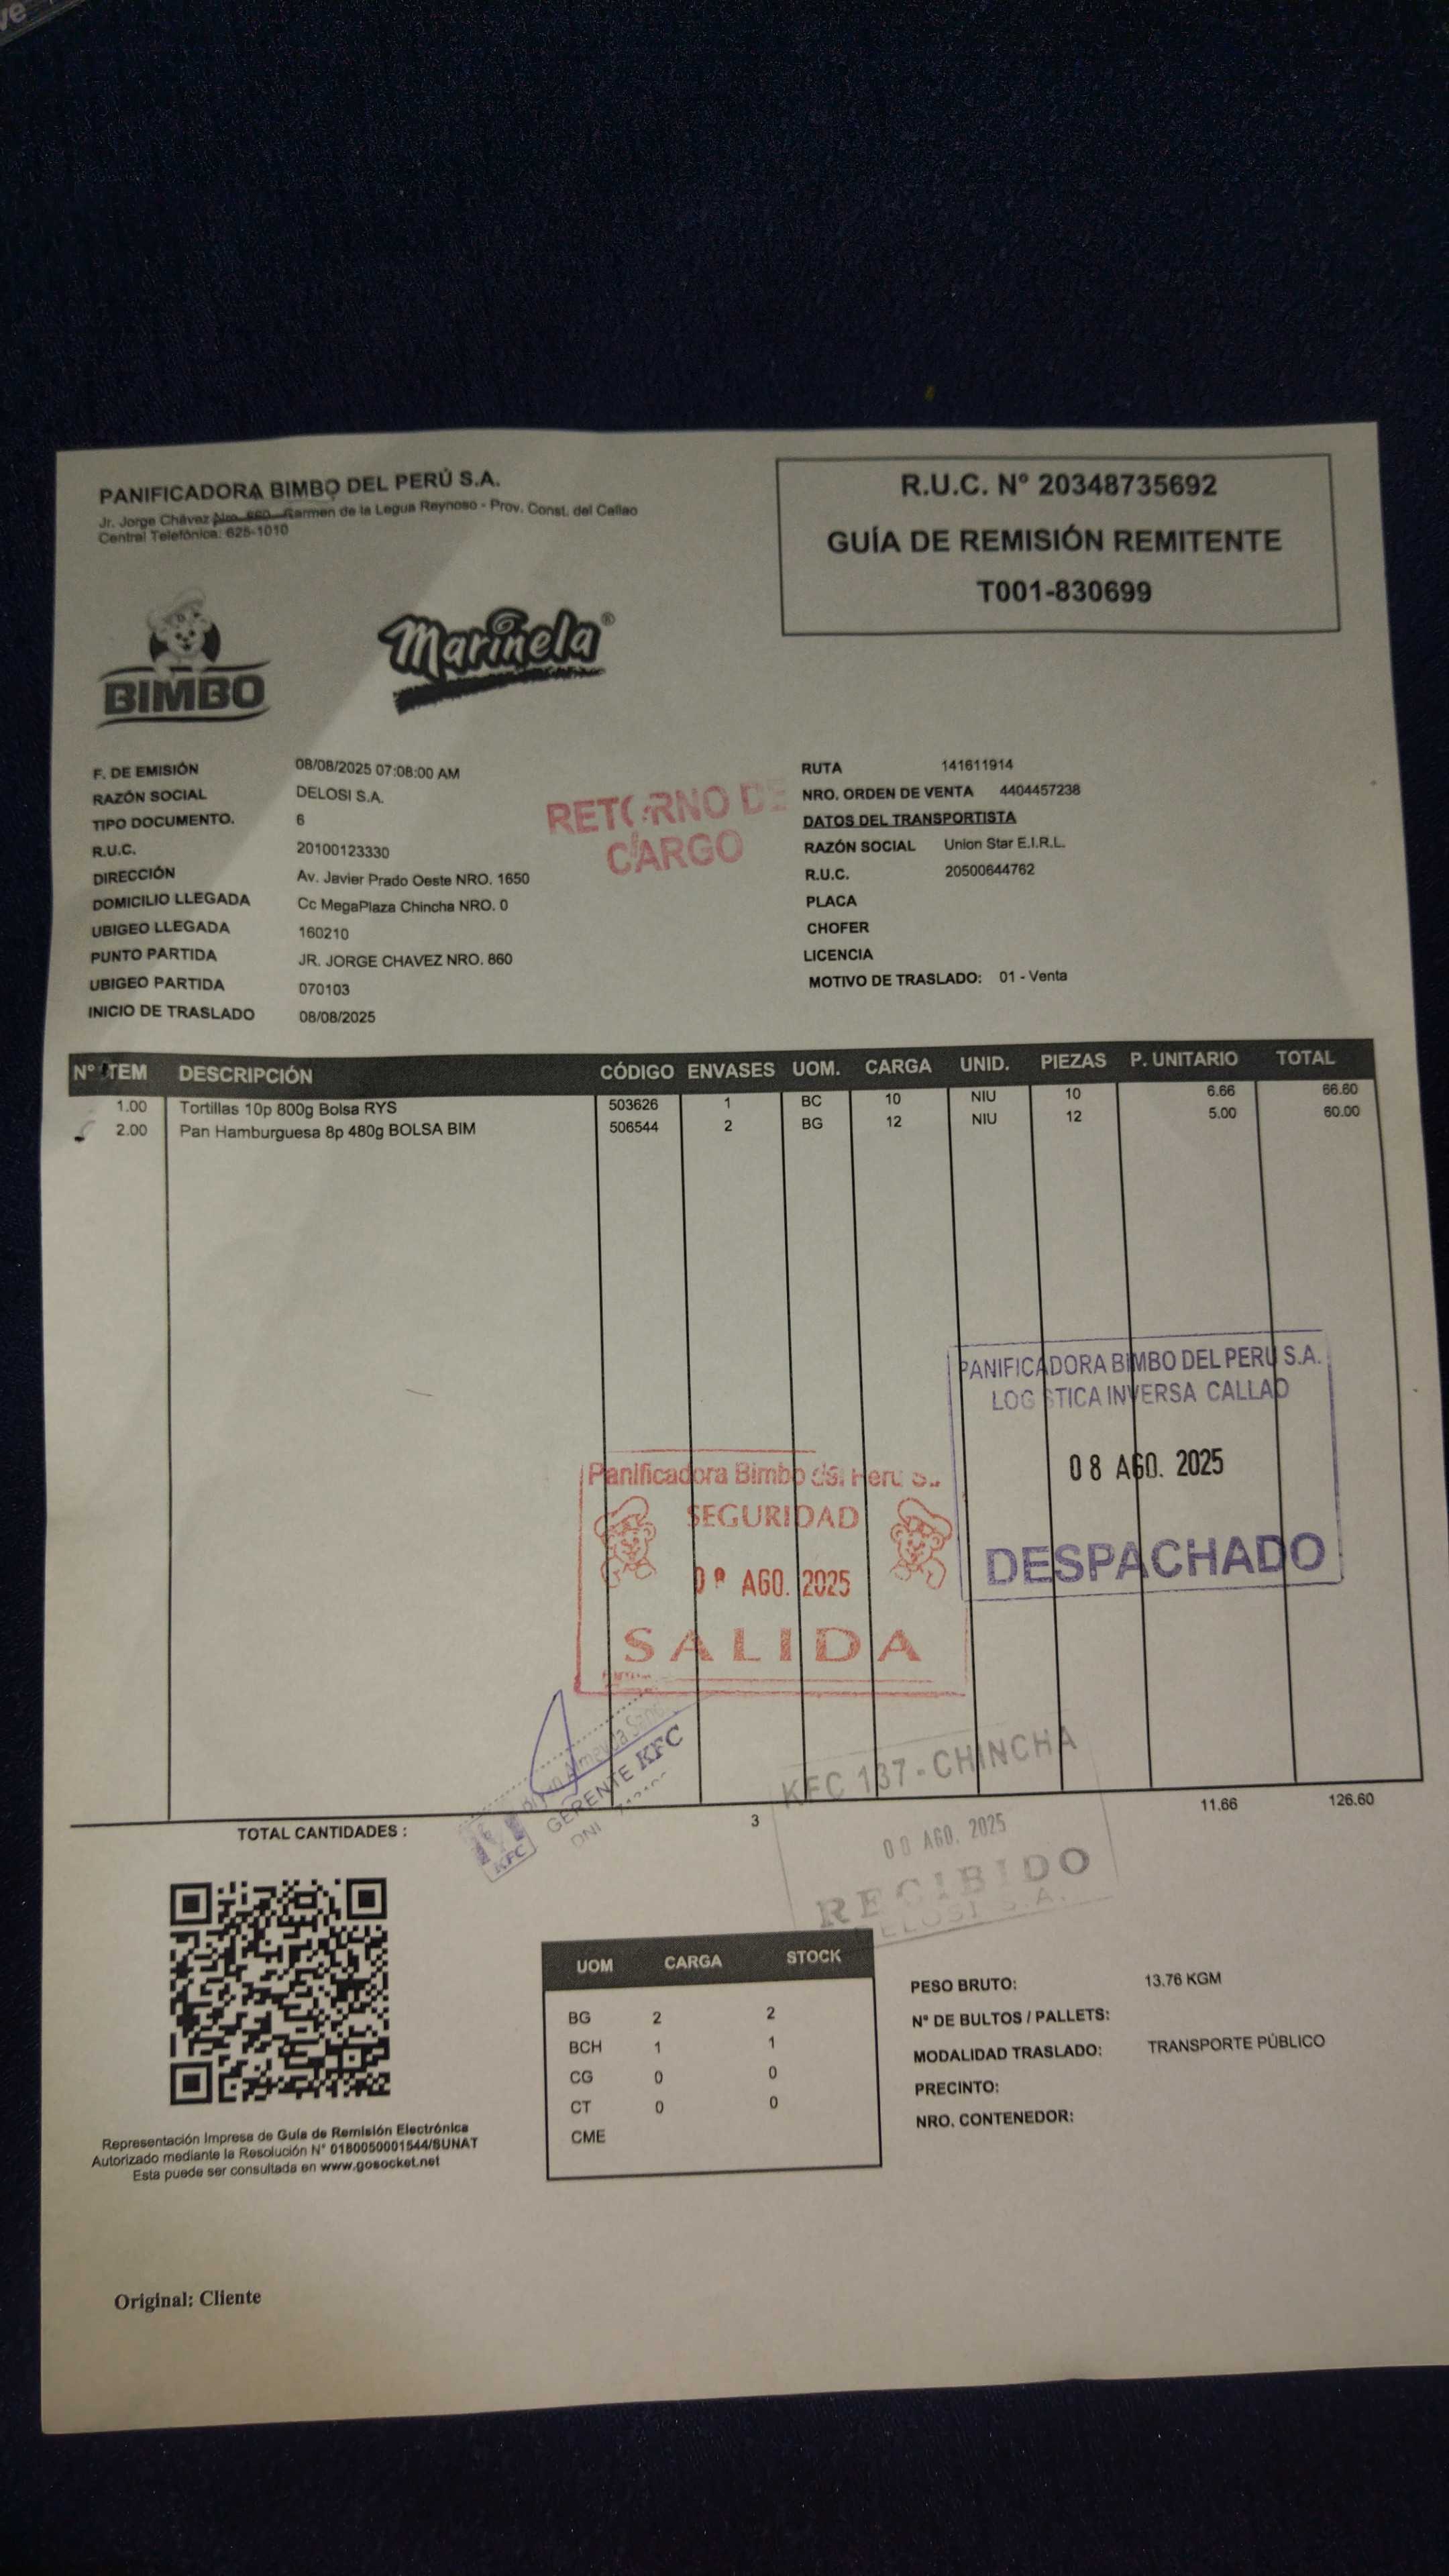 PANIFICADORA BIMBO DEL PERÚ S.A.
Jr. Jorge Chávez Nro. 860 - Carmen de la Legua Reynoso - Prov. Const. del Callao
Central Telefónica: 625-1010
R.U.C. Nº 20348735692
GUÍA DE REMISIÓN REMITENTE
T001-830699
BIMBO
Marinela®
F. DE EMISIÓN 08/08/2025 07:08:00 AM
RAZÓN SOCIAL DELOSI S.A.
TIPO DOCUMENTO. 6
R.U.C. 20100123330
DIRECCIÓN Av. Javier Prado Oeste NRO. 1650
DOMICILIO LLEGADA Cc MegaPlaza Chincha NRO. 0
UBIGEO LLEGADA 160210
PUNTO PARTIDA JR. JORGE CHAVEZ NRO. 860
UBIGEO PARTIDA 070103
INICIO DE TRASLADO 08/08/2025
RETORNO DE
CARGO
RUTA 141611914
NRO. ORDEN DE VENTA 4404457238
DATOS DEL TRANSPORTISTA
RAZÓN SOCIAL Union Star E.I.R.L.
R.U.C. 20500644762
PLACA
CHOFER
LICENCIA
MOTIVO DE TRASLADO: 01 - Venta
Nº ITEM DESCRIPCIÓN CÓDIGO ENVASES UOM. CARGA UNID. PIEZAS P. UNITARIO TOTAL
1.00 Tortillas 10p 800g Bolsa RYS 503626 1 BC 10 NIU 10 6.66 66.60
2.00 Pan Hamburguesa 8p 480g BOLSA BIM 506544 2 BG 12 NIU 12 5.00 60.00
PANIFICADORA BIMBO DEL PERU S.A.
LOGISTICA INVERSA CALLAO
08 AGO. 2025
DESPACHADO
Panificadora Bimbo del Peru S.
SEGURIDAD
AGO. 2025
SALIDA
Almeyda
GERENTE KFC
DNI
KFC
KFC 137 - CHINCHA
AGO. 2025
RECIBIDO
DELOSI S.A.
TOTAL CANTIDADES : 3 11.66 126.60
UOM CARGA STOCK
BG 2 2
BCH 1 1
CG 0 0
CT 0 0
CME
PESO BRUTO: 13.76 KGM
Nº DE BULTOS / PALLETS:
MODALIDAD TRASLADO: TRANSPORTE PÚBLICO
PRECINTO:
NRO. CONTENEDOR:
Representación Impresa de Guía de Remisión Electrónica
Autorizado mediante la Resolución N° 0180050001544/SUNAT
Esta puede ser consultada en www.gosocket.net
Original: Cliente